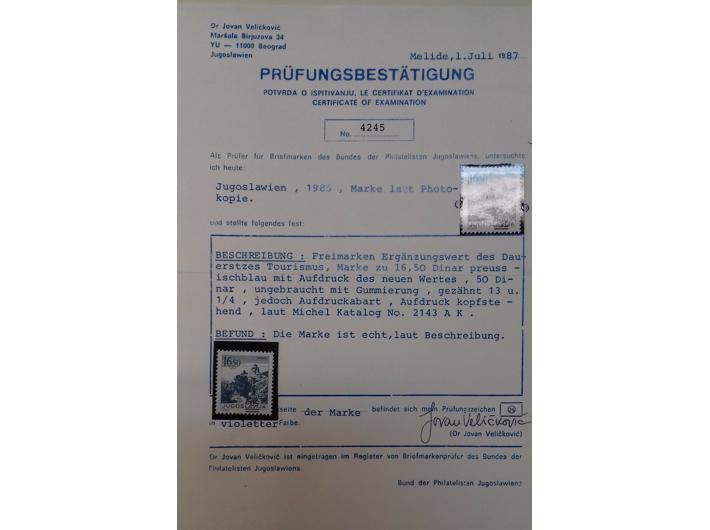 Dr Jovan Veličković
Maršala Birjuzova 34
YU — 11000 Beograd
Jugoslawien
Melide,1.Juli 1987
PRÜFUNGSBESTÄTIGUNG
POTVRDA O ISPITIVANJU, LE CERTIFIKAT D'EXAMINATION
CERTIFICATE OF EXAMINATION
No. 4245
Als Prüfer für Briefmarken des Bundes der Philatelisten Jugoslawiens, untersuchte
ich heute:
Jugoslawien , 1985 , Marke laut Photo-
kopie.
und stellte folgendes fest:
BESCHREIBUNG : Freimarken Ergänzungswert des Dau-
erstzes Tourismus, Marke zu 16,50 Dinar preuss -
ischblau mit Aufdruck des neuen Wertes , 50 Di-
nar , ungebraucht mit Gummierung , gezähnt 13 u.
1/4 , jedoch Aufdruckabart , Aufdruck kopfste -
hend , laut Michel Katalog No. 2143 A K .
BEFUND : Die Marke ist echt,laut Beschreibung.
16,50
JUGOSLAVIJA
seite der Marke befindet sich mein Prüfungszeichen
in violetter Farbe.
Jovan Veličković
(Dr Jovan Veličković)
Dr Jovan Veličković ist eingetragen im Register von Briefmarkenprüfer des Bundes der
Philatelisten Jugoslawiens.
Bund der Philatelisten Jugoslawiens